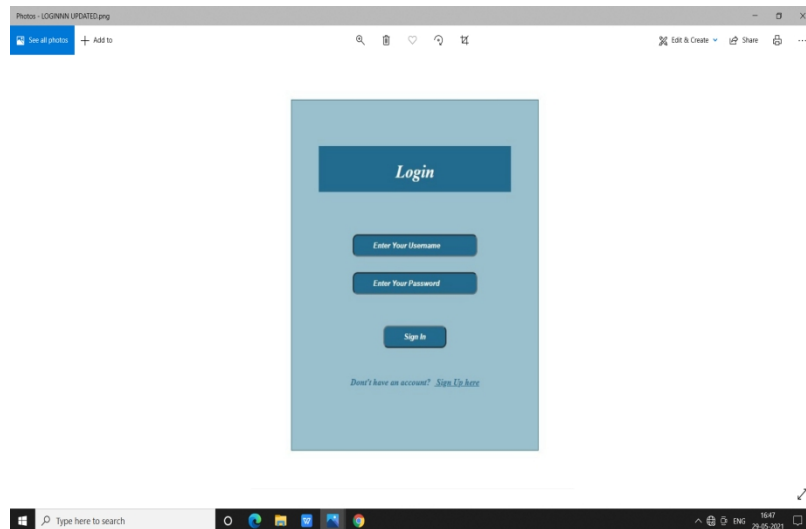 Photos - LOGINNN UPDATED.png
See all photos + Add to Edit & Create Share
Login
Enter Your Username
Enter Your Password
Sign In
Dont't have an account? Sign Up here
Type here to search ENG 16:47
29-05-2021